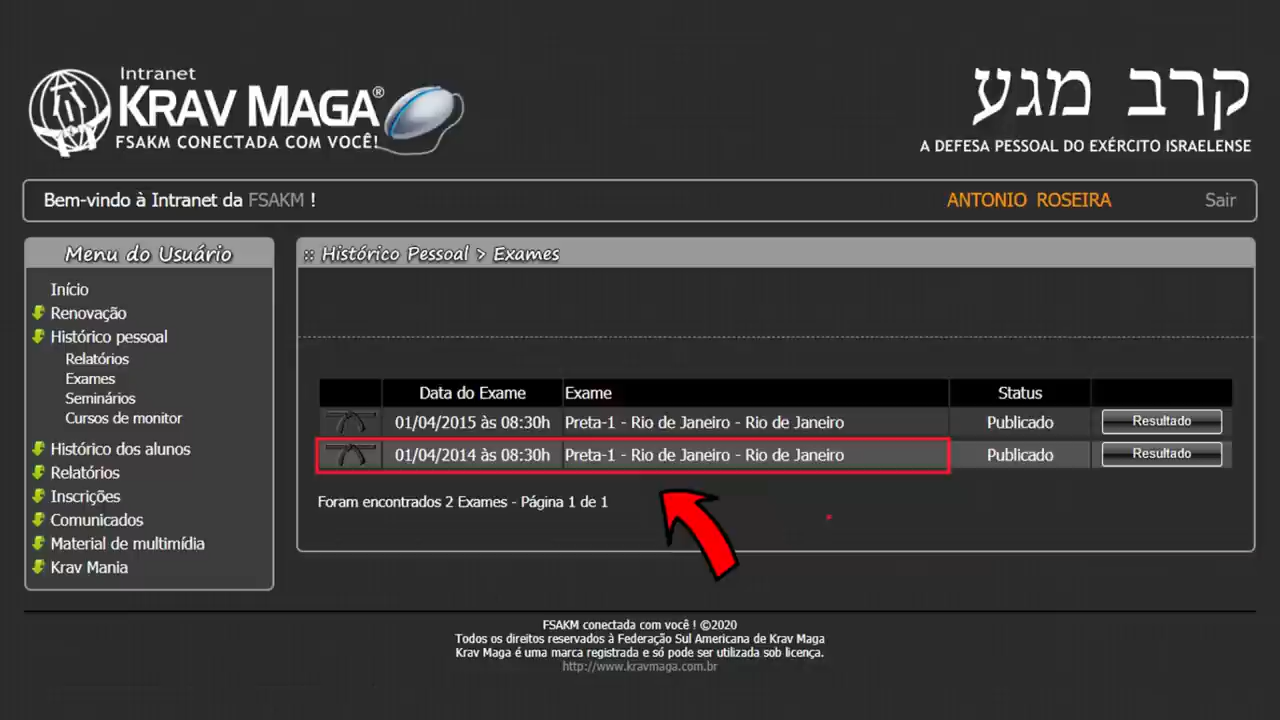 Intranet
KRAV MAGA®
FSAKM CONECTADA COM VOCÊ!
קרב מגע
A DEFESA PESSOAL DO EXÉRCITO ISRAELENSE
Bem-vindo à Intranet da FSAKM !
ANTONIO ROSEIRA
Sair
Menu do Usuário
Início
Renovação
Histórico pessoal
Relatórios
Exames
Seminários
Cursos de monitor
Histórico dos alunos
Relatórios
Inscrições
Comunicados
Material de multimídia
Krav Mania
:: Histórico Pessoal > Exames
Data do Exame Exame Status
01/04/2015 às 08:30h Preta-1 - Rio de Janeiro - Rio de Janeiro Publicado Resultado
01/04/2014 às 08:30h Preta-1 - Rio de Janeiro - Rio de Janeiro Publicado Resultado
Foram encontrados 2 Exames - Página 1 de 1
FSAKM conectada com você ! ©2020
Todos os direitos reservados à Federação Sul Americana de Krav Maga
Krav Maga é uma marca registrada e só pode ser utilizada sob licença.
http://www.kravmaga.com.br